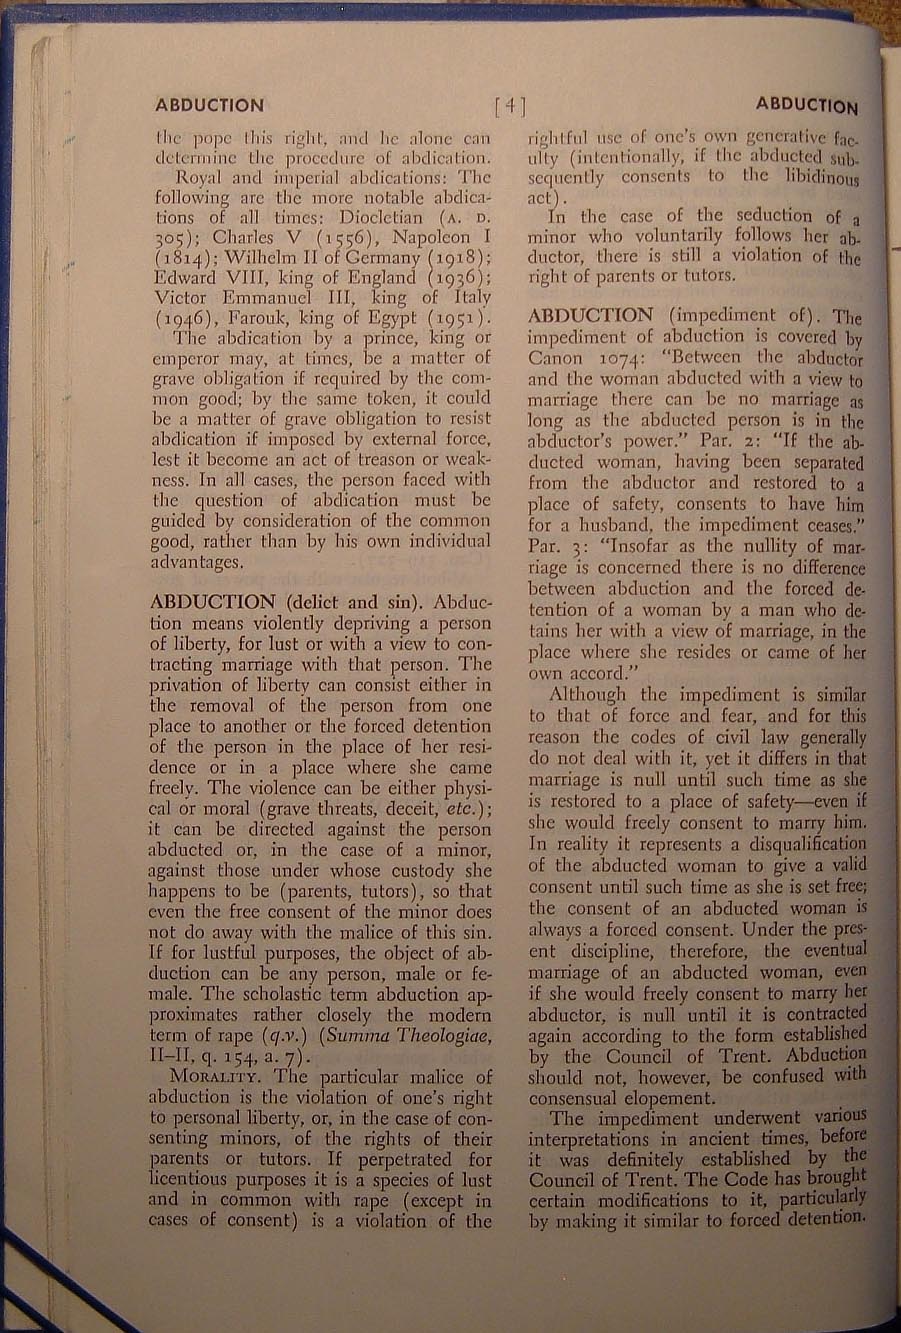 ABDUCTION [4] ABDUCTION
the pope this right, and he alone can
determine the procedure of abdication.
Royal and imperial abdications: The
following are the more notable abdica-
tions of all times: Diocletian (A. D.
305); Charles V (1556), Napoleon I
(1814); Wilhelm II of Germany (1918);
Edward VIII, king of England (1936);
Victor Emmanuel III, king of Italy
(1946), Farouk, king of Egypt (1951).
The abdication by a prince, king or
emperor may, at times, be a matter of
grave obligation if required by the com-
mon good; by the same token, it could
be a matter of grave obligation to resist
abdication if imposed by external force,
lest it become an act of treason or weak-
ness. In all cases, the person faced with
the question of abdication must be
guided by consideration of the common
good, rather than by his own individual
advantages.
ABDUCTION (delict and sin). Abduc-
tion means violently depriving a person
of liberty, for lust or with a view to con-
tracting marriage with that person. The
privation of liberty can consist either in
the removal of the person from one
place to another or the forced detention
of the person in the place of her resi-
dence or in a place where she came
freely. The violence can be either physi-
cal or moral (grave threats, deceit, etc.);
it can be directed against the person
abducted or, in the case of a minor,
against those under whose custody she
happens to be (parents, tutors), so that
even the free consent of the minor does
not do away with the malice of this sin.
If for lustful purposes, the object of ab-
duction can be any person, male or fe-
male. The scholastic term abduction ap-
proximates rather closely the modern
term of rape (q.v.) (Summa Theologiae,
II–II, q. 154, a. 7).
MORALITY. The particular malice of
abduction is the violation of one's right
to personal liberty, or, in the case of con-
senting minors, of the rights of their
parents or tutors. If perpetrated for
licentious purposes it is a species of lust
and in common with rape (except in
cases of consent) is a violation of the
rightful use of one's own generative fac-
ulty (intentionally, if the abducted sub-
sequently consents to the libidinous
act).
In the case of the seduction of a
minor who voluntarily follows her ab-
ductor, there is still a violation of the
right of parents or tutors.
ABDUCTION (impediment of). The
impediment of abduction is covered by
Canon 1074: "Between the abductor
and the woman abducted with a view to
marriage there can be no marriage as
long as the abducted person is in the
abductor's power." Par. 2: "If the ab-
ducted woman, having been separated
from the abductor and restored to a
place of safety, consents to have him
for a husband, the impediment ceases."
Par. 3: "Insofar as the nullity of mar-
riage is concerned there is no difference
between abduction and the forced de-
tention of a woman by a man who de-
tains her with a view of marriage, in the
place where she resides or came of her
own accord."
Although the impediment is similar
to that of force and fear, and for this
reason the codes of civil law generally
do not deal with it, yet it differs in that
marriage is null until such time as she
is restored to a place of safety—even if
she would freely consent to marry him.
In reality it represents a disqualification
of the abducted woman to give a valid
consent until such time as she is set free;
the consent of an abducted woman is
always a forced consent. Under the pres-
ent discipline, therefore, the eventual
marriage of an abducted woman, even
if she would freely consent to marry her
abductor, is null until it is contracted
again according to the form established
by the Council of Trent. Abduction
should not, however, be confused with
consensual elopement.
The impediment underwent various
interpretations in ancient times, before
it was definitely established by the
Council of Trent. The Code has brought
certain modifications to it, particularly
by making it similar to forced detention.